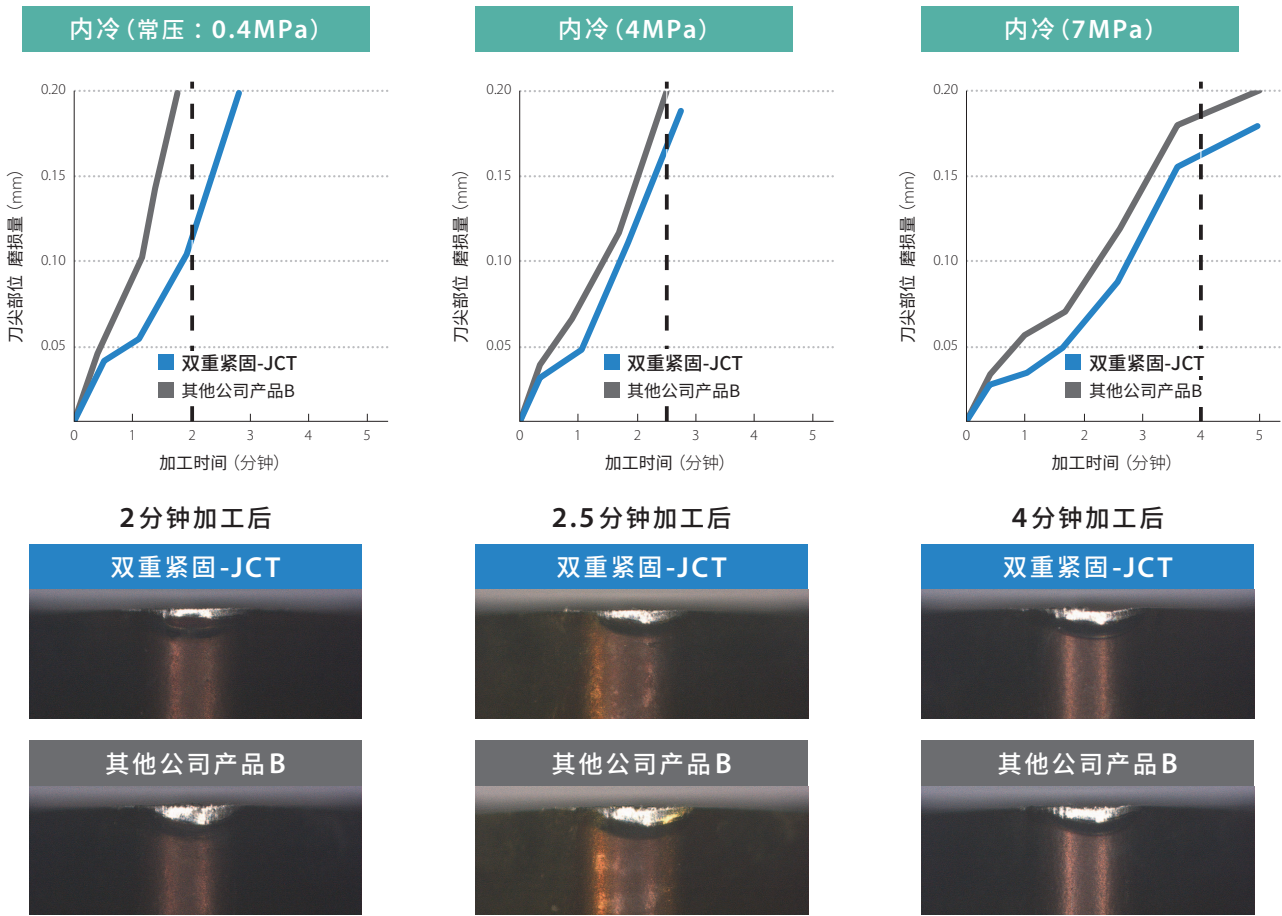 内冷（常压：0.4MPa）
0.20
0.15
0.10
0.05
刀尖部位 磨损量（mm）
双重紧固-JCT
其他公司产品B
0 1 2 3 4 5
加工时间（分钟）
内冷（4MPa）
0.20
0.15
0.10
0.05
刀尖部位 磨损量（mm）
双重紧固-JCT
其他公司产品B
0 1 2 3 4 5
加工时间（分钟）
内冷（7MPa）
0.20
0.15
0.10
0.05
刀尖部位 磨损量（mm）
双重紧固-JCT
其他公司产品B
0 1 2 3 4 5
加工时间（分钟）
2分钟加工后
双重紧固-JCT
其他公司产品B
2.5分钟加工后
双重紧固-JCT
其他公司产品B
4分钟加工后
双重紧固-JCT
其他公司产品B